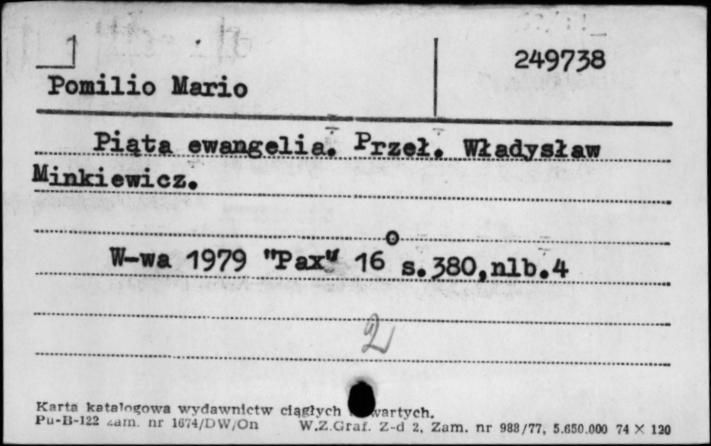 1
249738
Pomilio Mario
Piąta ewangelia. Przeł. Władysław
Minkiewicz.
W-wa 1979 "Pax" 16° s.380,nlb.4
2
Karta katalogowa wydawnictw ciągłych wartych.
Pu-B-122 zam. nr 1674/DW/On W.Z.Graf. Z-d 2, Zam. nr 988/77, 5.650.000 74 X 120